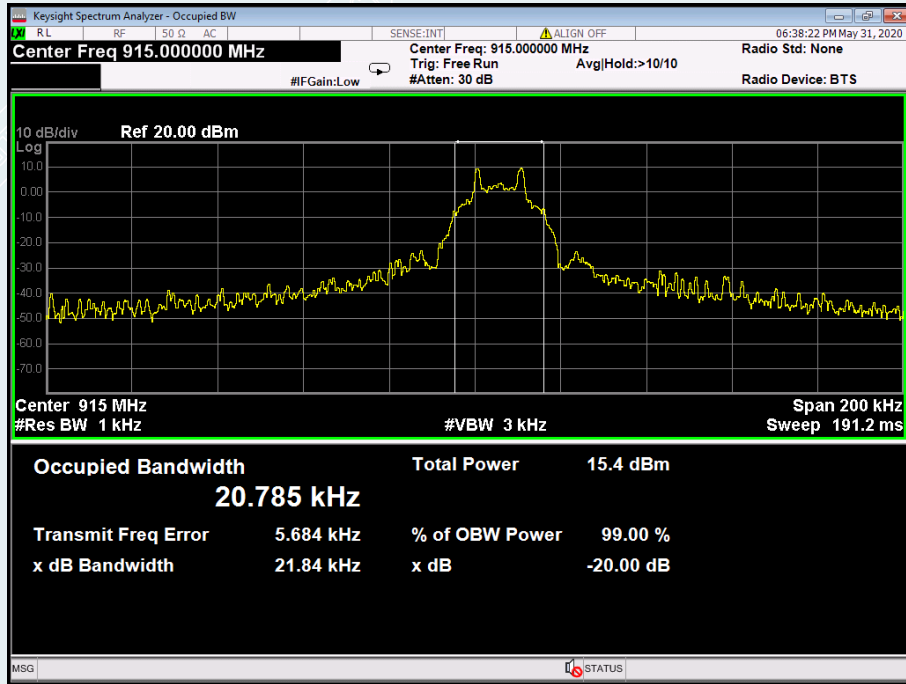 Keysight Spectrum Analyzer - Occupied BW
LXI RL RF 50 Ω AC SENSE:INT ALIGN OFF 06:38:22 PM May 31, 2020
Center Freq 915.000000 MHz
Center Freq: 915.000000 MHz Radio Std: None
Trig: Free Run Avg|Hold:>10/10
#IFGain:Low #Atten: 30 dB Radio Device: BTS
10 dB/div Ref 20.00 dBm
Log
10.0
0.00
-10.0
-20.0
-30.0
-40.0
-50.0
-60.0
-70.0
Center 915 MHz Span 200 kHz
#Res BW 1 kHz #VBW 3 kHz Sweep 191.2 ms
Occupied Bandwidth Total Power 15.4 dBm
20.785 kHz
Transmit Freq Error 5.684 kHz % of OBW Power 99.00 %
x dB Bandwidth 21.84 kHz x dB -20.00 dB
MSG STATUS